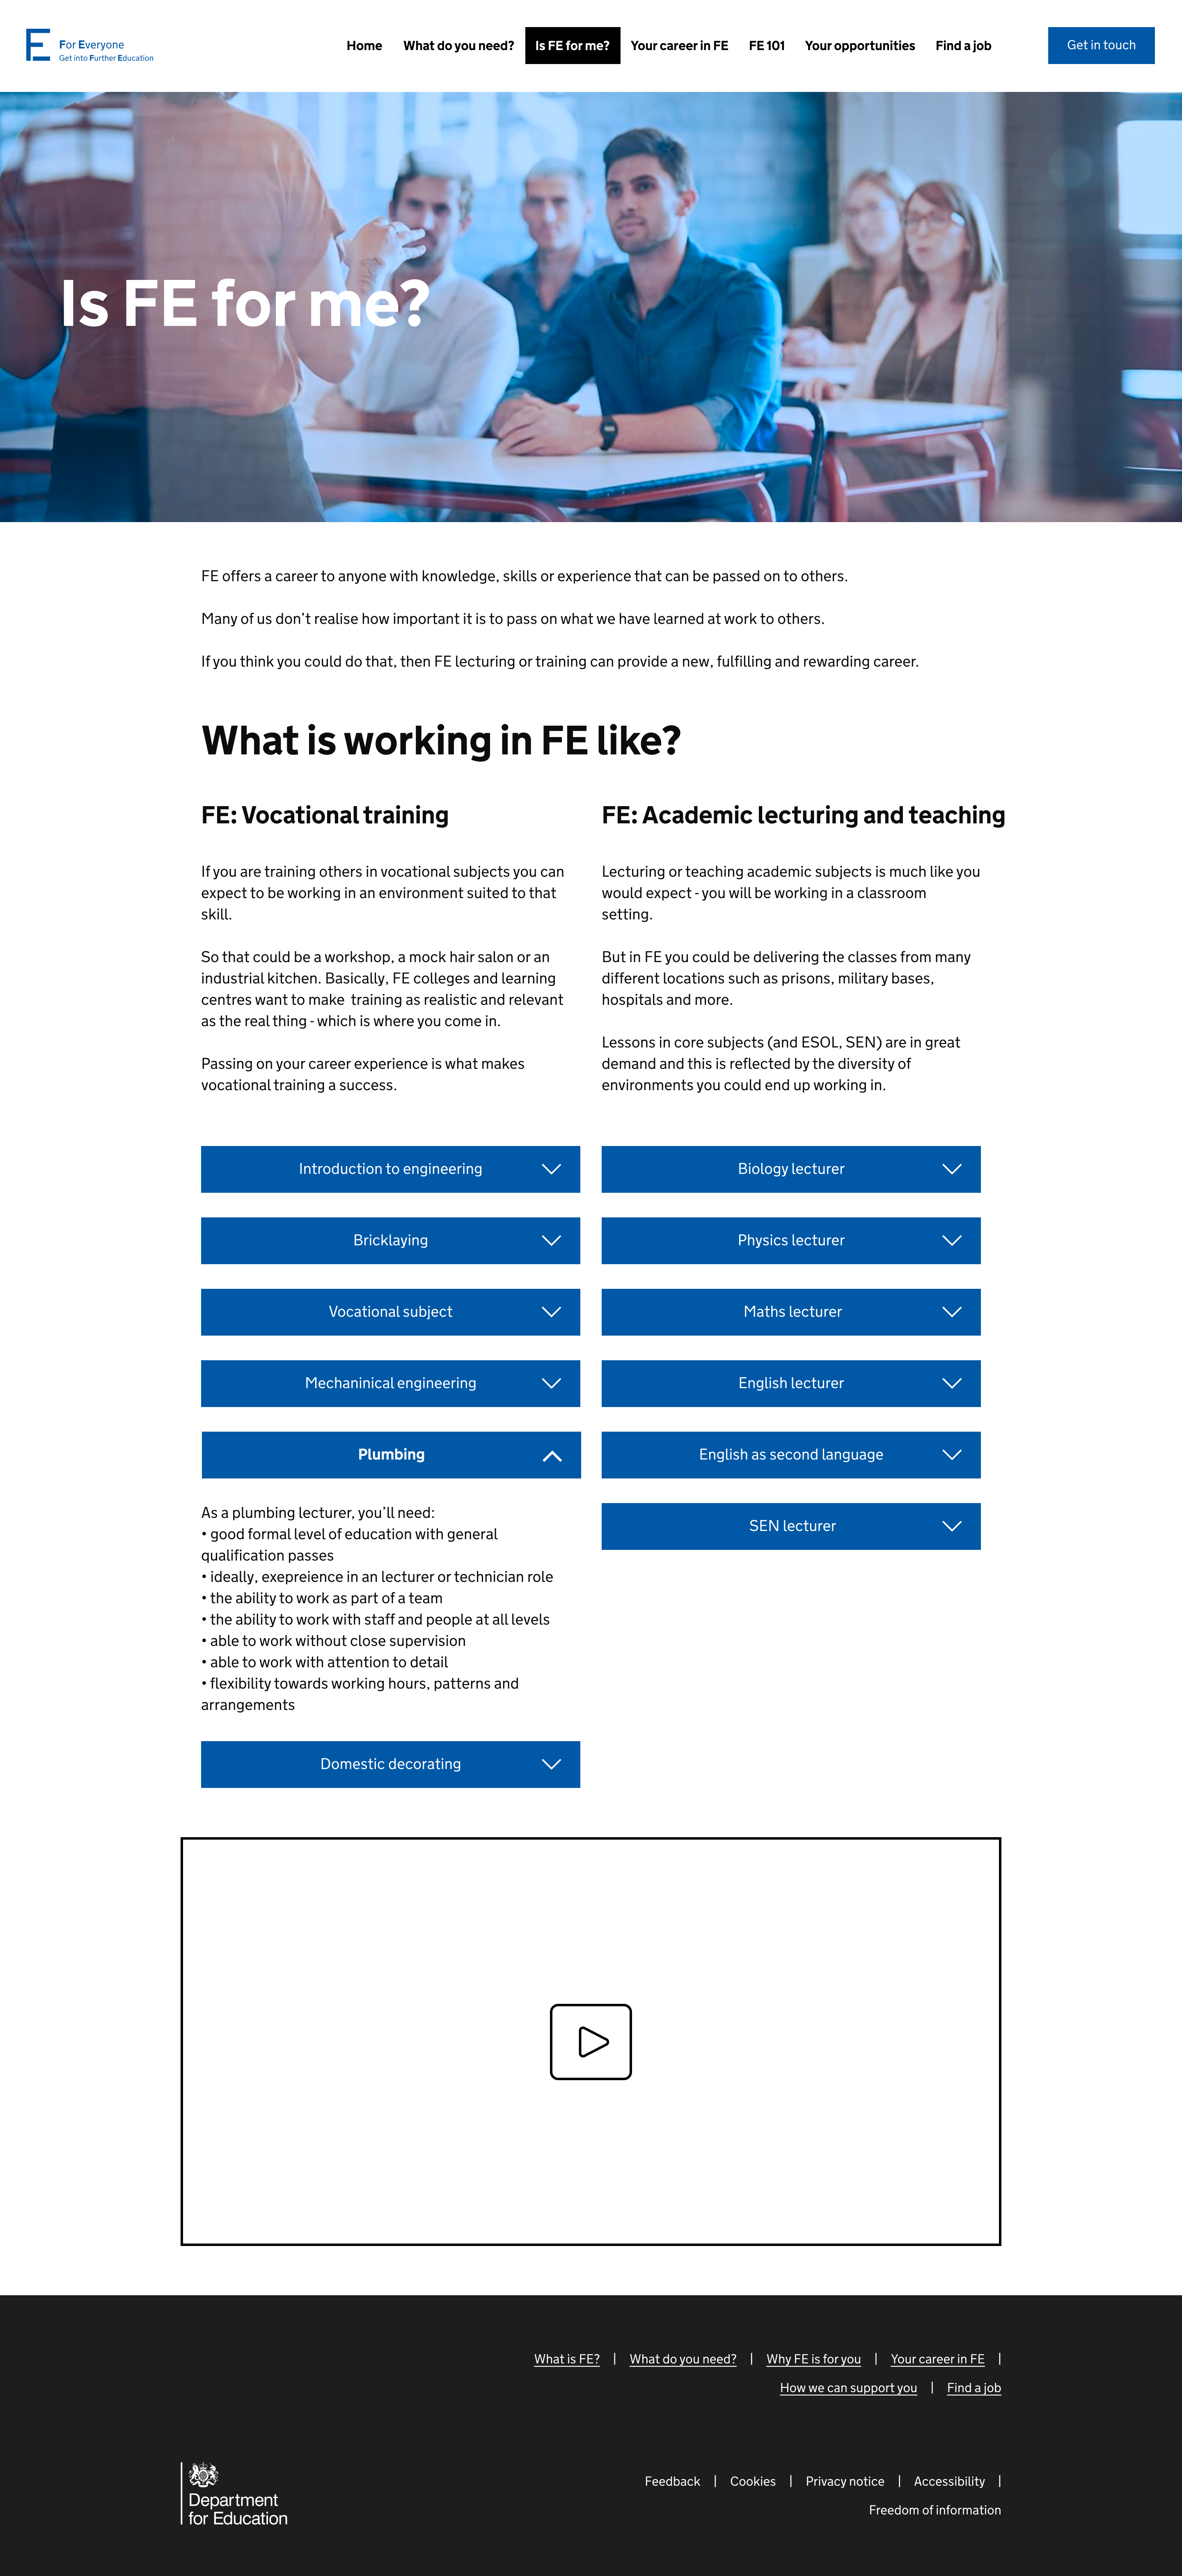 E
For Everyone
Get into Further Education
Home
What do you need?
Is FE for me?
Your career in FE
FE 101
Your opportunities
Find a job
Get in touch
Is FE for me?
FE offers a career to anyone with knowledge, skills or experience that can be passed on to others.
Many of us don’t realise how important it is to pass on what we have learned at work to others.
If you think you could do that, then FE lecturing or training can provide a new, fulfilling and rewarding career.
What is working in FE like?
FE: Vocational training
If you are training others in vocational subjects you can
expect to be working in an environment suited to that
skill.
So that could be a workshop, a mock hair salon or an
industrial kitchen. Basically, FE colleges and learning
centres want to make  training as realistic and relevant
as the real thing - which is where you come in.
Passing on your career experience is what makes
vocational training a success.
FE: Academic lecturing and teaching
Lecturing or teaching academic subjects is much like you
would expect - you will be working in a classroom
setting.
But in FE you could be delivering the classes from many
different locations such as prisons, military bases,
hospitals and more.
Lessons in core subjects (and ESOL, SEN) are in great
demand and this is reflected by the diversity of
environments you could end up working in.
Introduction to engineering
Bricklaying
Vocational subject
Mechaninical engineering
Plumbing
As a plumbing lecturer, you’ll need:
• good formal level of education with general
qualification passes
• ideally, exepreience in an lecturer or technician role
• the ability to work as part of a team
• the ability to work with staff and people at all levels
• able to work without close supervision
• able to work with attention to detail
• flexibility towards working hours, patterns and
arrangements
Domestic decorating
Biology lecturer
Physics lecturer
Maths lecturer
English lecturer
English as second language
SEN lecturer
What is FE? | What do you need? | Why FE is for you | Your career in FE |
How we can support you | Find a job
Department
for Education
Feedback | Cookies | Privacy notice | Accessibility |
Freedom of information